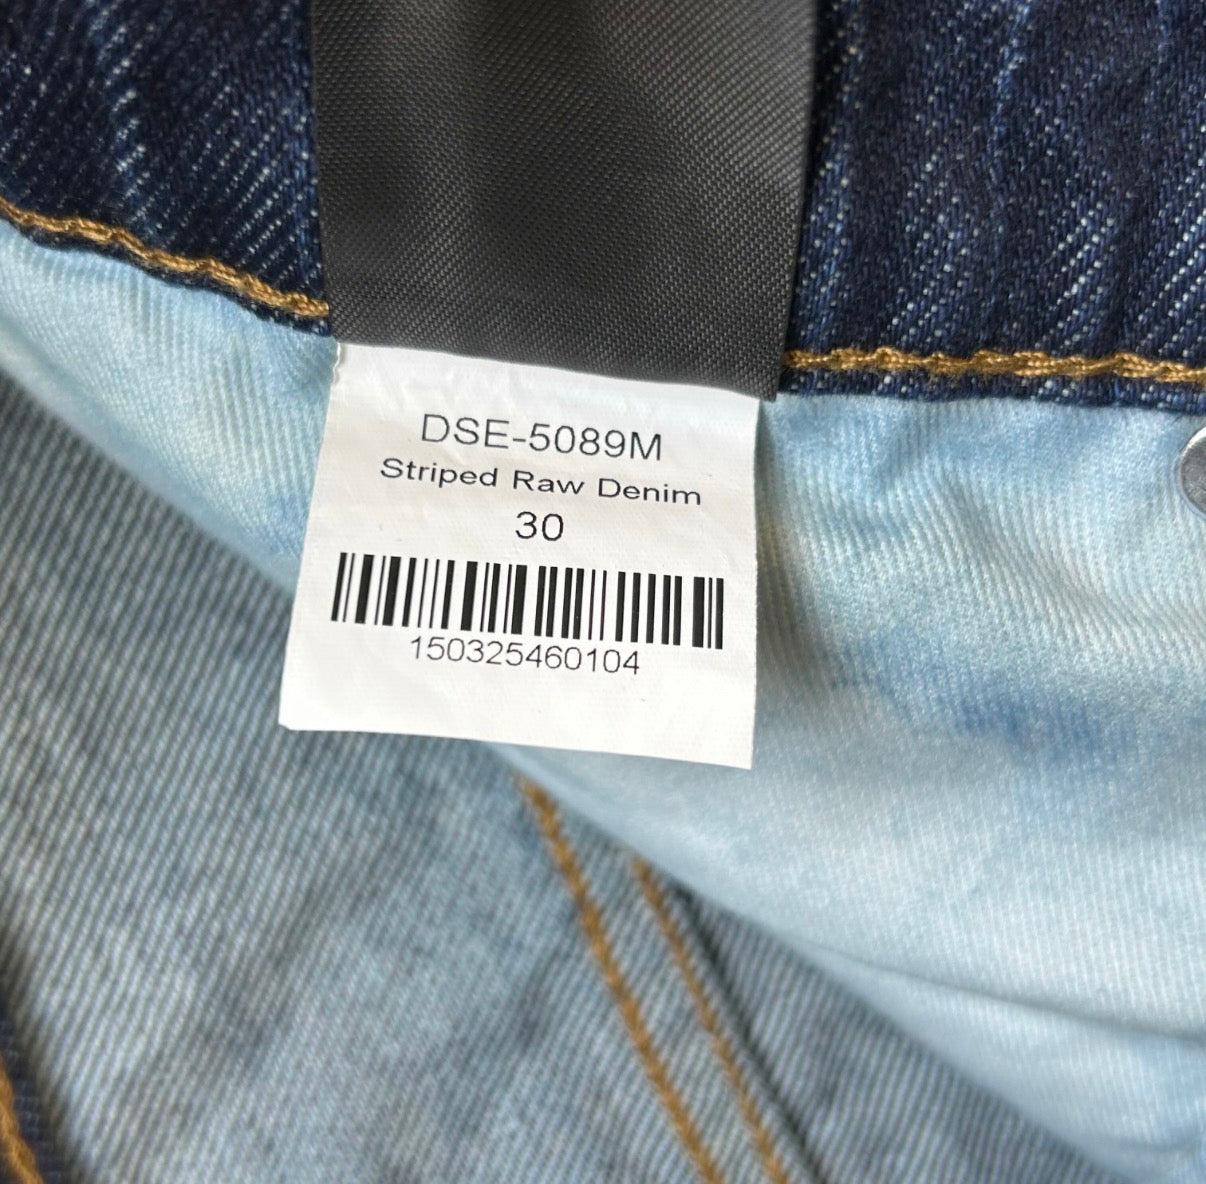 DSE-5089M
Striped Raw Denim
30
150325460104